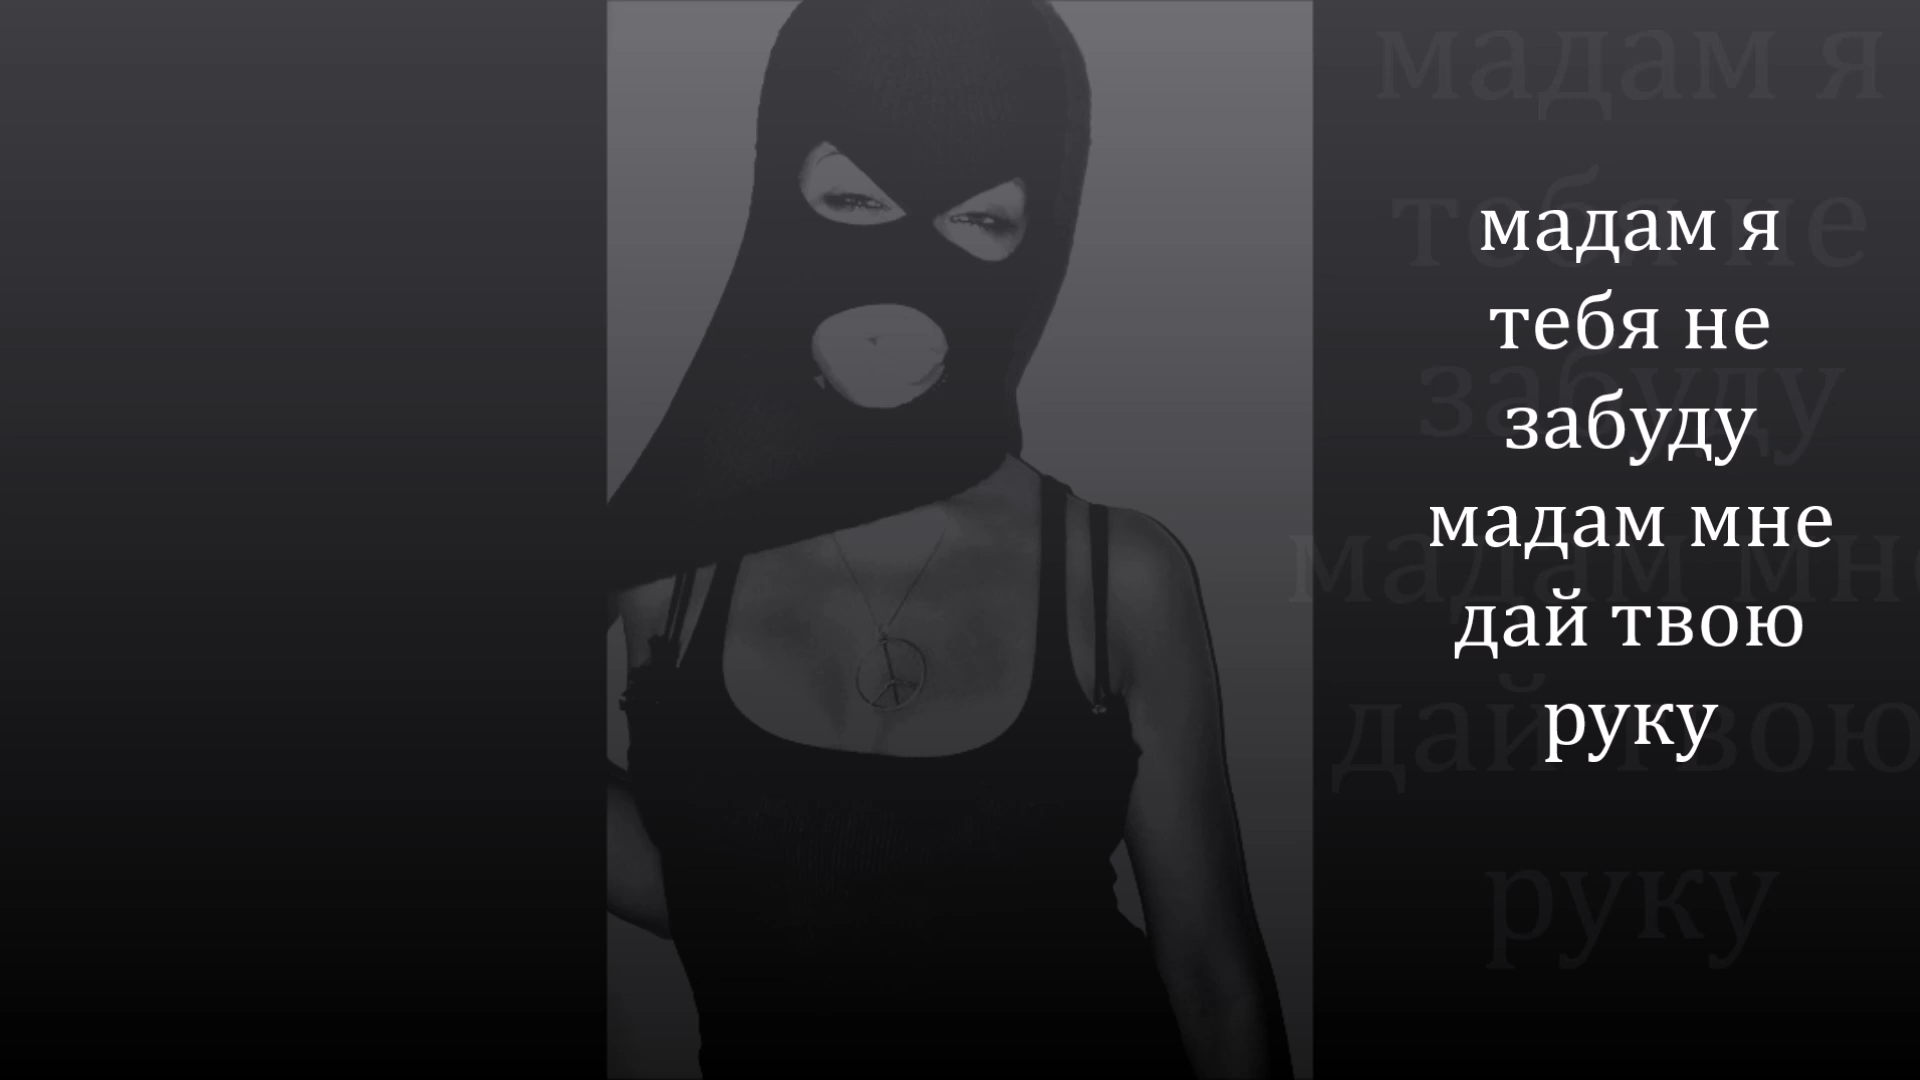 мадам я
тебя не
забуду
мадам мне
дай твою
руку